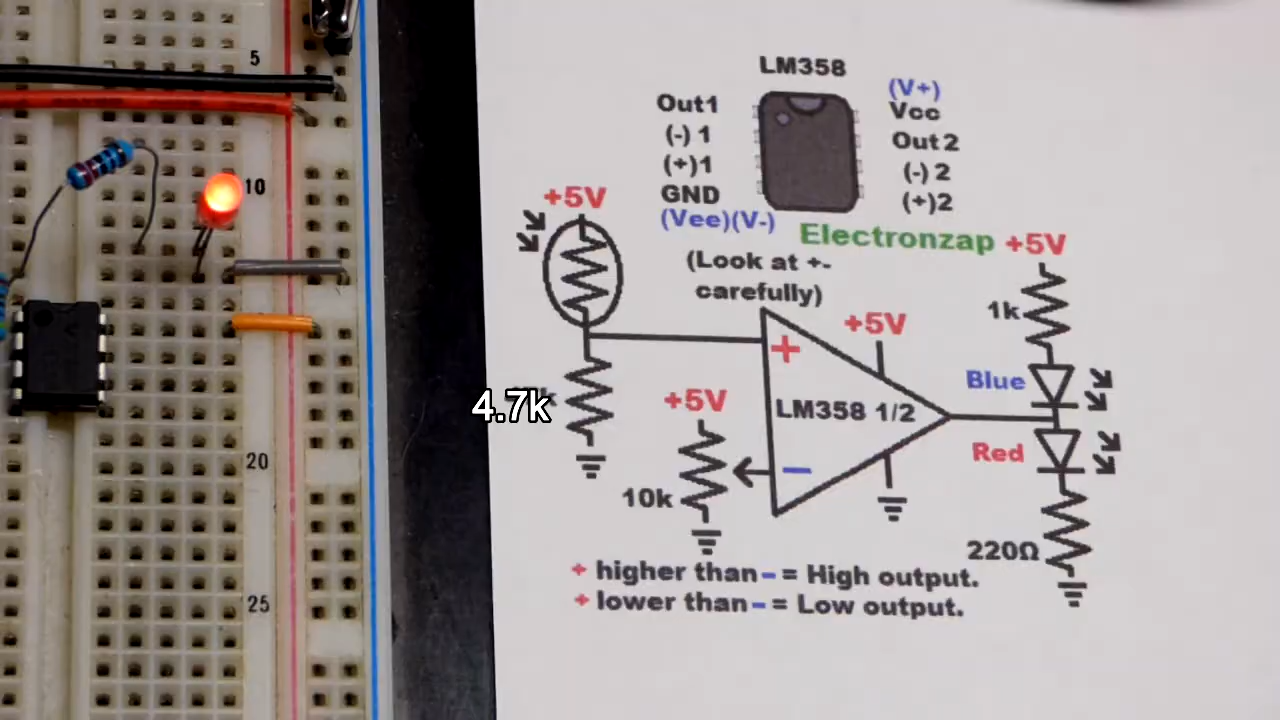 5
10
20
25
LM358
Out1
(-) 1
(+)1
GND
(Vee)(V-)
(V+)
Vcc
Out 2
(-) 2
(+)2
Electronzap
+5V
(Look at +-
carefully)
+5V
1k
+5V
Blue
4.7k
+5V
+
LM358 1/2
Red
10k
-
220Ω
+ higher than - = High output.
+ lower than - = Low output.